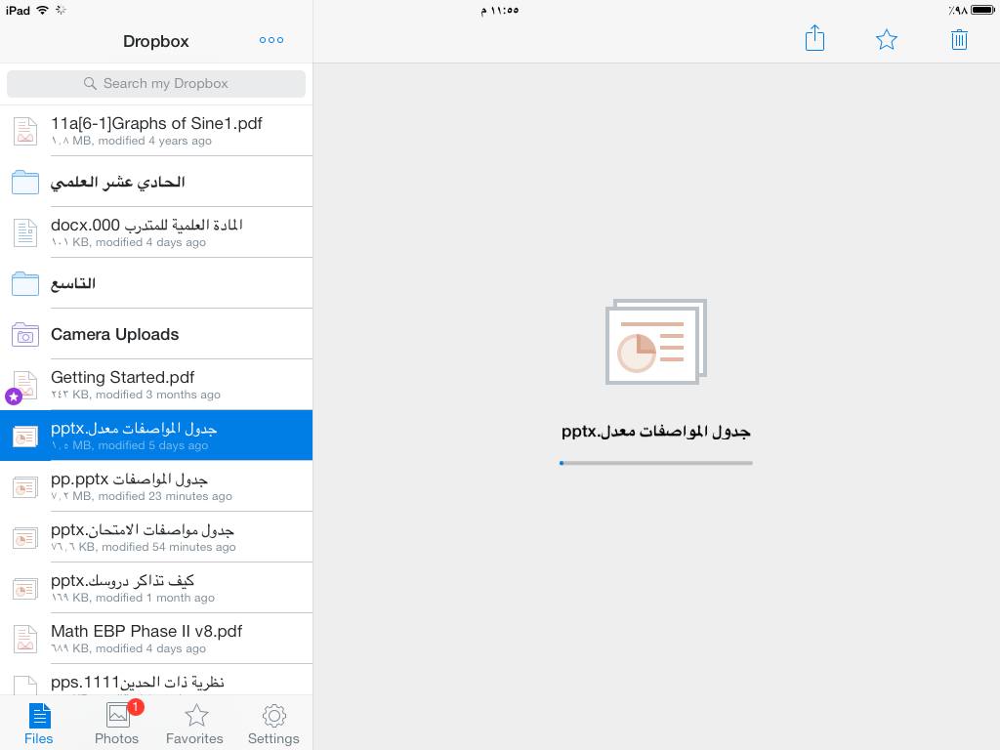 iPad
١١:٥٥ م
٪٩٨
Dropbox
Search my Dropbox
11a[6-1]Graphs of Sine1.pdf
١,٨ MB, modified 4 years ago
الحادي عشر العلمي
المادة العلمية للمتدرب 000.docx
١٠١ KB, modified 4 days ago
التاسع
Camera Uploads
Getting Started.pdf
٢٤٣ KB, modified 3 months ago
جدول المواصفات معدل.pptx
١,٥ MB, modified 5 days ago
جدول المواصفات pp.pptx
٧,٢ MB, modified 23 minutes ago
جدول مواصفات الامتحان.pptx
٧٦,٦ KB, modified 54 minutes ago
كيف تذاكر دروسك.pptx
١٦٩ KB, modified 1 month ago
Math EBP Phase II v8.pdf
٦٨٩ KB, modified 4 days ago
نظرية ذات الحدين1111.pps
جدول المواصفات معدل.pptx
1
Files
Photos
Favorites
Settings